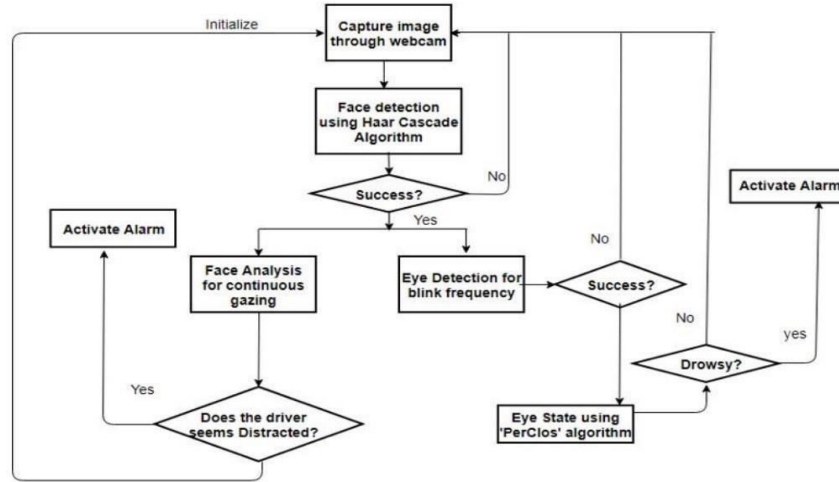 Initialize
Capture image
through webcam
Face detection
using Haar Cascade
Algorithm
No
Success?
Yes
Activate Alarm
Activate Alarm
Face Analysis
for continuous
gazing
Eye Detection for
blink frequency
No
Success?
No
yes
Drowsy?
Yes
Does the driver
seems Distracted?
Eye State using
'PerClos' algorithm